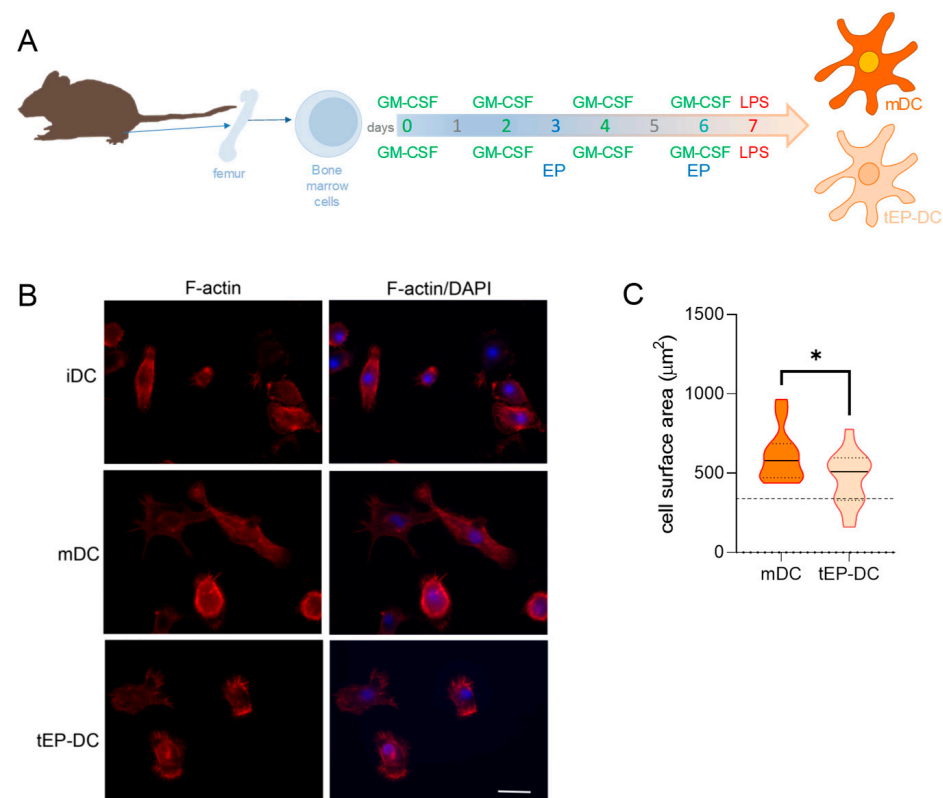 A
GM-CSF GM-CSF GM-CSF GM-CSF LPS
days 0 1 2 3 4 5 6 7
GM-CSF GM-CSF GM-CSF GM-CSF LPS
EP EP
femur
Bone
marrow
cells
mDC
tEP-DC
B
F-actin F-actin/DAPI
iDC
mDC
tEP-DC
C
cell surface area (μm²)
1500
1000
500
0
*
mDC tEP-DC